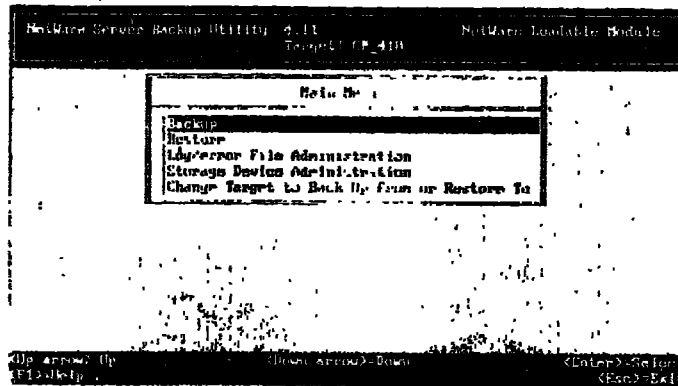 NetWare Server Backup Utility 4.11 NetWare Loadable Module
Target:
Main Menu
Backup
Restore
Log/error File Administration
Storage Device Administration
Change Target to Back Up from or Restore To
<Up arrow>-Up <Down arrow>-Down <Enter>-Select
<F1>-Help <Esc>-Exit